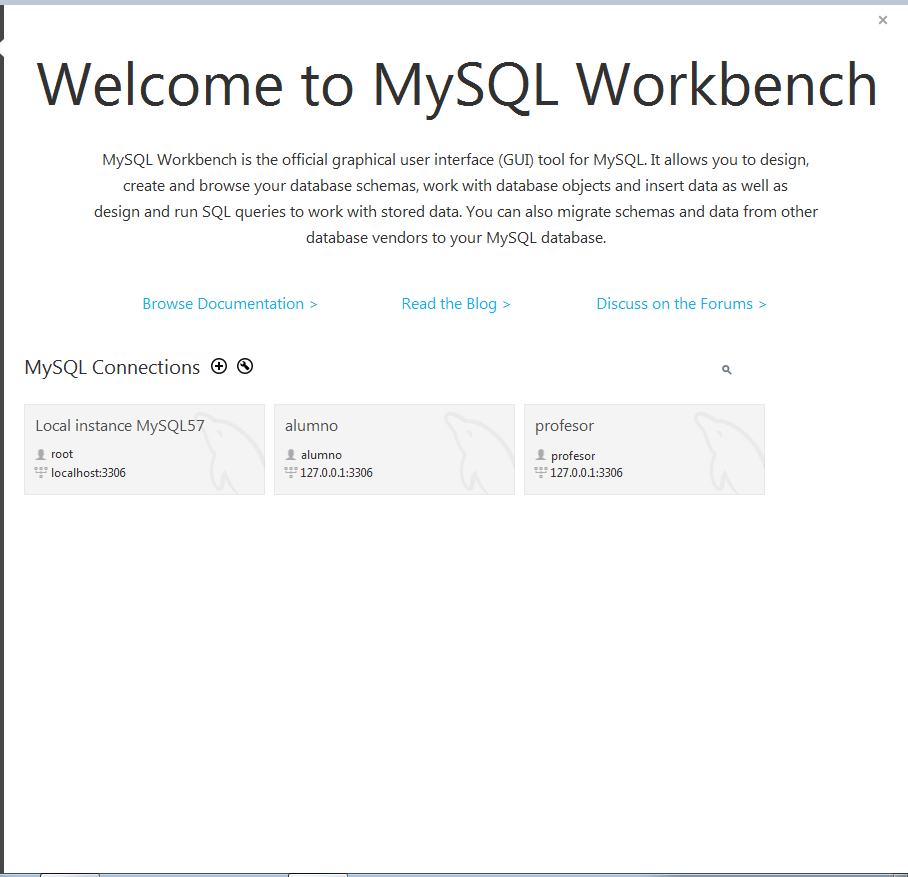 Welcome to MySQL Workbench
MySQL Workbench is the official graphical user interface (GUI) tool for MySQL. It allows you to design,
create and browse your database schemas, work with database objects and insert data as well as
design and run SQL queries to work with stored data. You can also migrate schemas and data from other
database vendors to your MySQL database.
Browse Documentation > Read the Blog > Discuss on the Forums >
MySQL Connections
Local instance MySQL57
root
localhost:3306
alumno
alumno
127.0.0.1:3306
profesor
profesor
127.0.0.1:3306